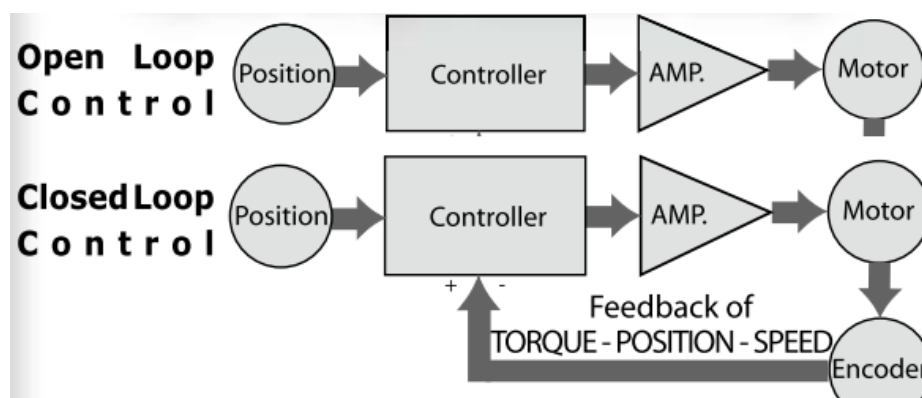 Open Loop
Control
Position
Controller
AMP.
Motor
Closed Loop
Control
Position
Controller
AMP.
Motor
+ -
Feedback of
TORQUE - POSITION - SPEED
Encoder